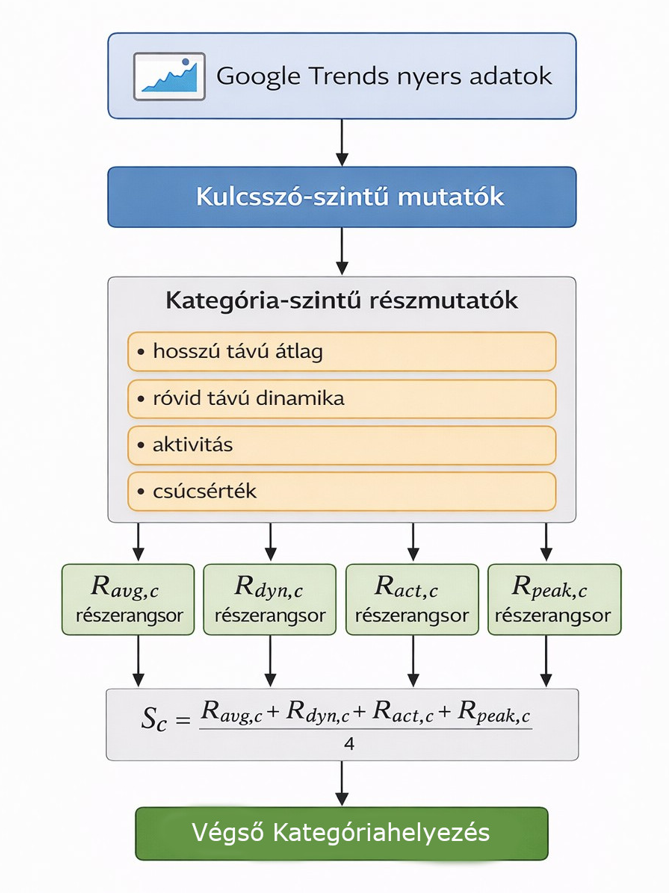 Google Trends nyers adatok
Kulcsszó-szintű mutatók
Kategória-szintű részmutatók
• hosszú távú átlag
• róvid távú dinamika
• aktivitás
• csúcsérték
R_avg,c R_dyn,c R_act,c R_peak,c
részerangsor részerangsor részerangsor részerangsor
S_c = (R_avg,c + R_dyn,c + R_act,c + R_peak,c) / 4
Végső Kategóriahelyezés